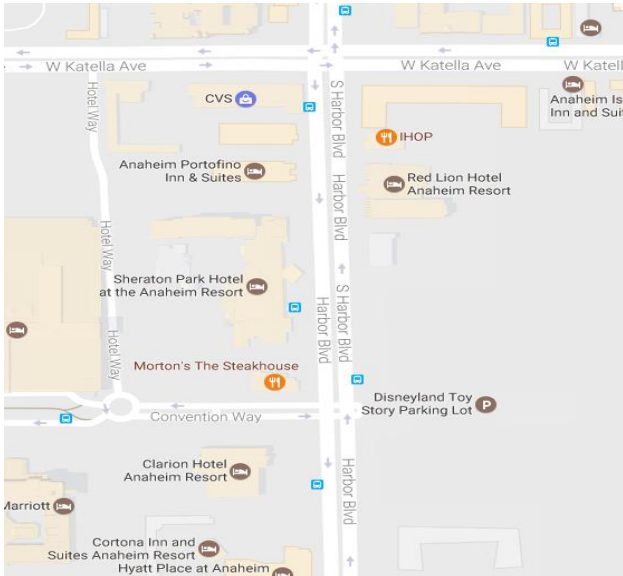 W Katella Ave
W Katella Ave
W Katell
CVS
Hotel Way
S Harbor Blvd
Anaheim Is
Inn and Suit
IHOP
Anaheim Portofino
Inn & Suites
Red Lion Hotel
Anaheim Resort
Harbor Blvd
Hotel Way
Sheraton Park Hotel
at the Anaheim Resort
Harbor Blvd
S Harbor Blvd
Hotel Way
Morton's The Steakhouse
Disneyland Toy
Story Parking Lot
P
Convention Way
Clarion Hotel
Anaheim Resort
Harbor Blvd
Marriott
Cortona Inn and
Suites Anaheim Resort
Hyatt Place at Anaheim